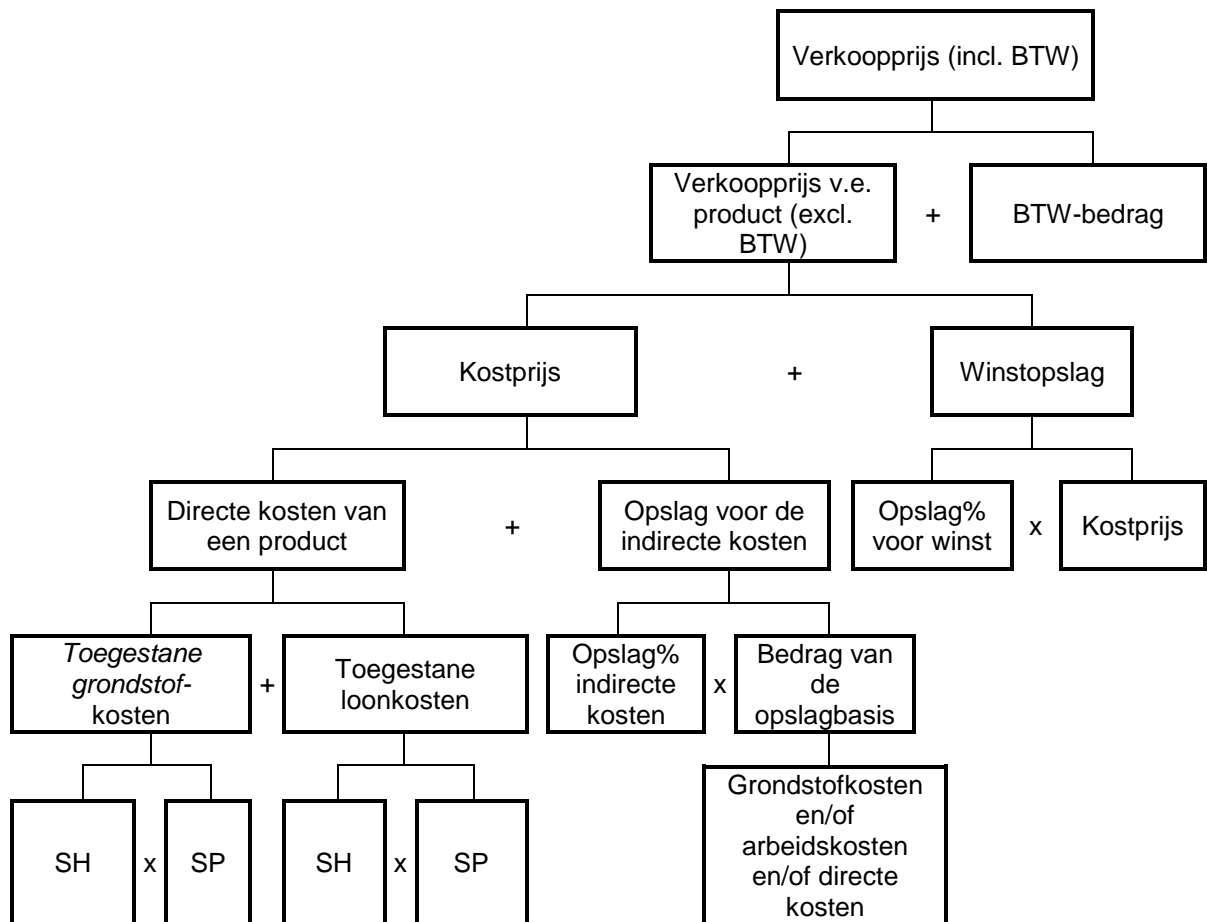 Verkoopprijs (incl. BTW)
Verkoopprijs v.e.
product (excl.
BTW)
+
BTW-bedrag
Kostprijs
+
Winstopslag
Directe kosten van
een product
+
Opslag voor de
indirecte kosten
Opslag%
voor winst
x
Kostprijs
Toegestane
grondstof-
kosten
+
Toegestane
loonkosten
Opslag%
indirecte
kosten
x
Bedrag van
de
opslagbasis
SH
x
SP
SH
x
SP
Grondstofkosten
en/of
arbeidskosten
en/of directe
kosten